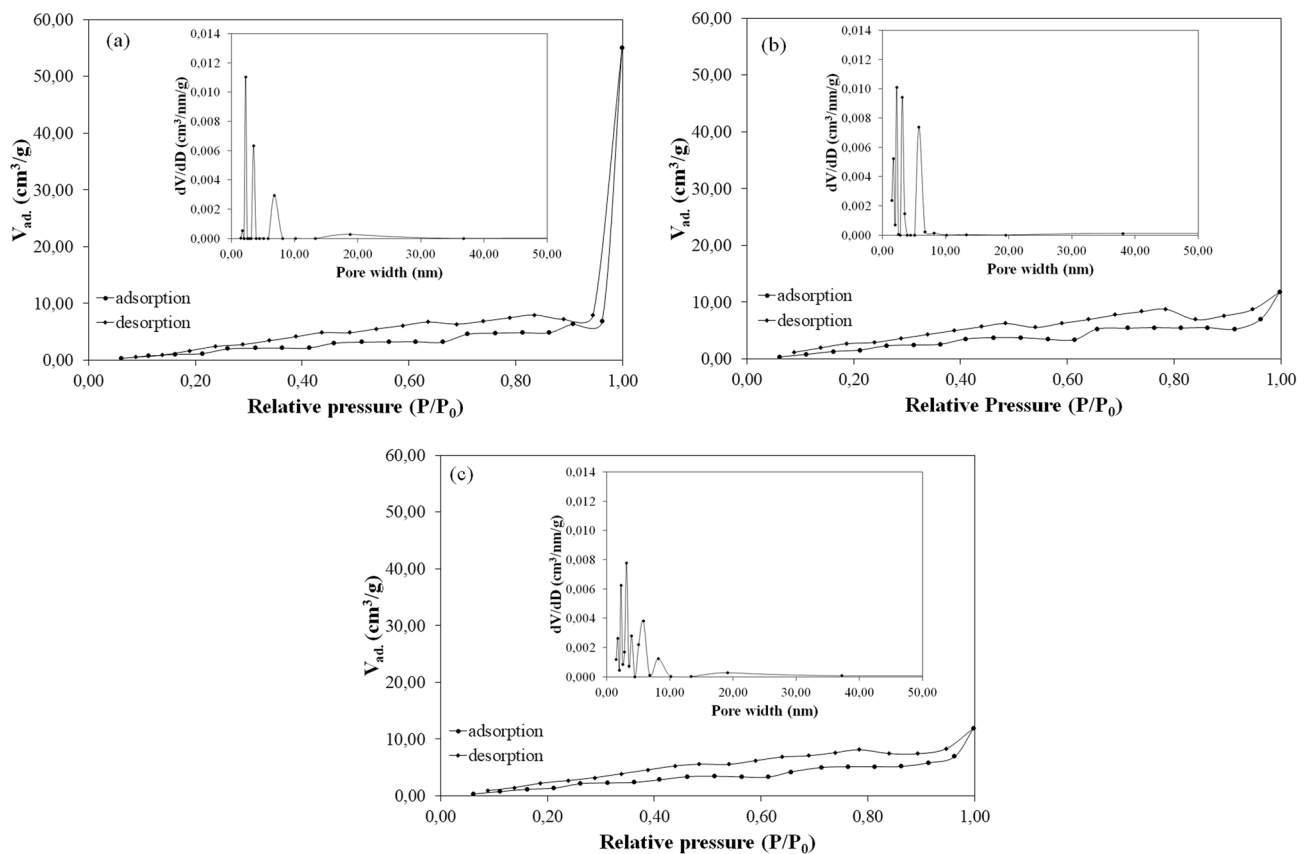 (a)
60,00
50,00
40,00
30,00
20,00
10,00
0,00
V_ad. (cm³/g)
0,014
0,012
0,010
0,008
0,006
0,004
0,002
0,000
dV/dD (cm³/nm/g)
0,00 10,00 20,00 30,00 40,00 50,00
Pore width (nm)
adsorption
desorption
0,00 0,20 0,40 0,60 0,80 1,00
Relative pressure (P/P₀)
(b)
60,00
50,00
40,00
30,00
20,00
10,00
0,00
V_ad. (cm³/g)
0,014
0,012
0,010
0,008
0,006
0,004
0,002
0,000
dV/dD (cm³/nm/g)
0,00 10,00 20,00 30,00 40,00 50,00
Pore width (nm)
adsorption
desorption
0,00 0,20 0,40 0,60 0,80 1,00
Relative Pressure (P/P₀)
(c)
60,00
50,00
40,00
30,00
20,00
10,00
0,00
V_ad. (cm³/g)
0,014
0,012
0,010
0,008
0,006
0,004
0,002
0,000
dV/dD (cm³/nm/g)
0,00 10,00 20,00 30,00 40,00 50,00
Pore width (nm)
adsorption
desorption
0,00 0,20 0,40 0,60 0,80 1,00
Relative pressure (P/P₀)